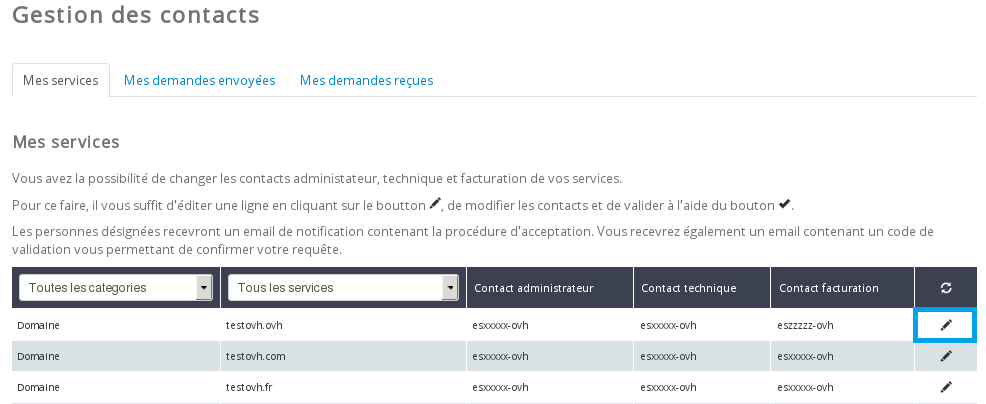 Gestion des contacts
Mes services Mes demandes envoyées Mes demandes reçues
Mes services
Vous avez la possibilité de changer les contacts administateur, technique et facturation de vos services.
Pour ce faire, il vous suffit d'éditer une ligne en cliquant sur le boutton , de modifier les contacts et de valider à l'aide du bouton .
Les personnes désignées recevront un email de notification contenant la procédure d'acceptation. Vous recevrez également un email contenant un code de
validation vous permettant de confirmer votre requête.
Toutes les categories Tous les services Contact administrateur Contact technique Contact facturation
Domaine testovh.ovh esxxxxx-ovh esxxxxx-ovh eszzzzz-ovh
Domaine testovh.com esxxxxx-ovh esxxxxx-ovh esxxxxx-ovh
Domaine testovh.fr esxxxxx-ovh esxxxxx-ovh esxxxxx-ovh